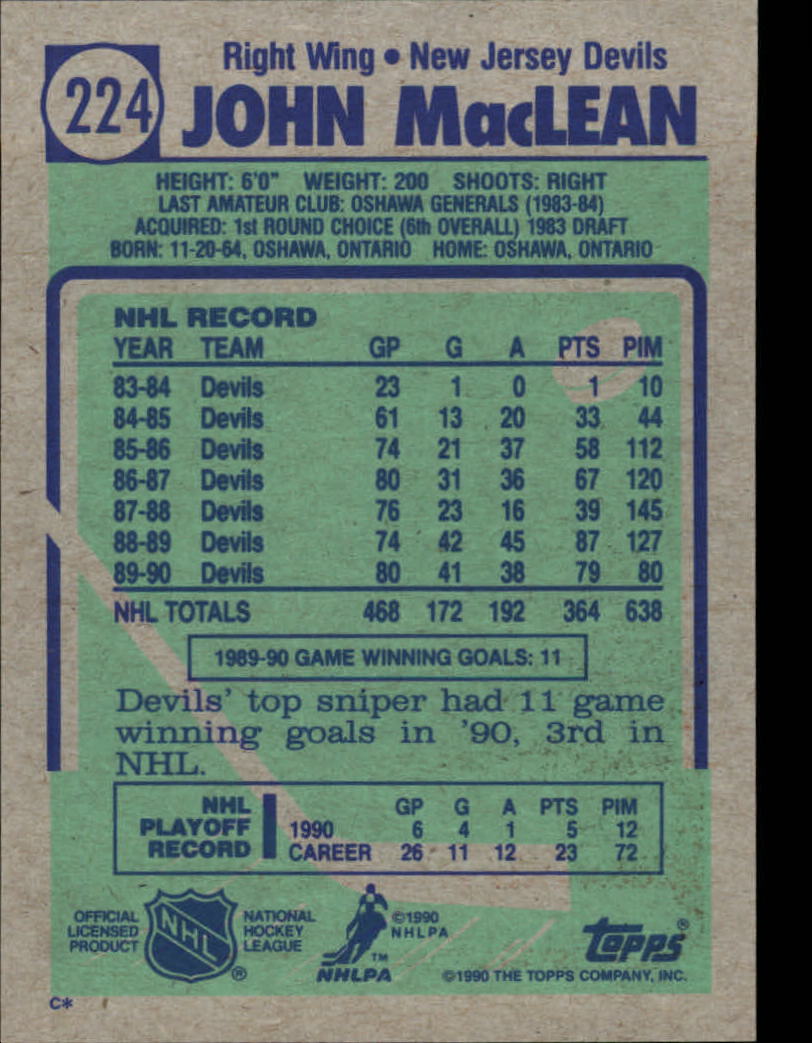 224
Right Wing • New Jersey Devils
JOHN MacLEAN
HEIGHT: 6'0" WEIGHT: 200 SHOOTS: RIGHT
LAST AMATEUR CLUB: OSHAWA GENERALS (1983-84)
ACQUIRED: 1st ROUND CHOICE (6th OVERALL) 1983 DRAFT
BORN: 11-20-64, OSHAWA, ONTARIO HOME: OSHAWA, ONTARIO
NHL RECORD
YEAR TEAM GP G A PTS PIM
83-84 Devils 23 1 0 1 10
84-85 Devils 61 13 20 33 44
85-86 Devils 74 21 37 58 112
86-87 Devils 80 31 36 67 120
87-88 Devils 76 23 16 39 145
88-89 Devils 74 42 45 87 127
89-90 Devils 80 41 38 79 80
NHL TOTALS 468 172 192 364 638
1989-90 GAME WINNING GOALS: 11
Devils' top sniper had 11 game
winning goals in '90, 3rd in
NHL.
NHL PLAYOFF RECORD
GP G A PTS PIM
1990 6 4 1 5 12
CAREER 26 11 12 23 72
OFFICIAL
LICENSED
PRODUCT
NHL
®
NATIONAL
HOCKEY
LEAGUE
TM
NHLPA
©1990
NHLPA
topps®
©1990 THE TOPPS COMPANY, INC.
C*